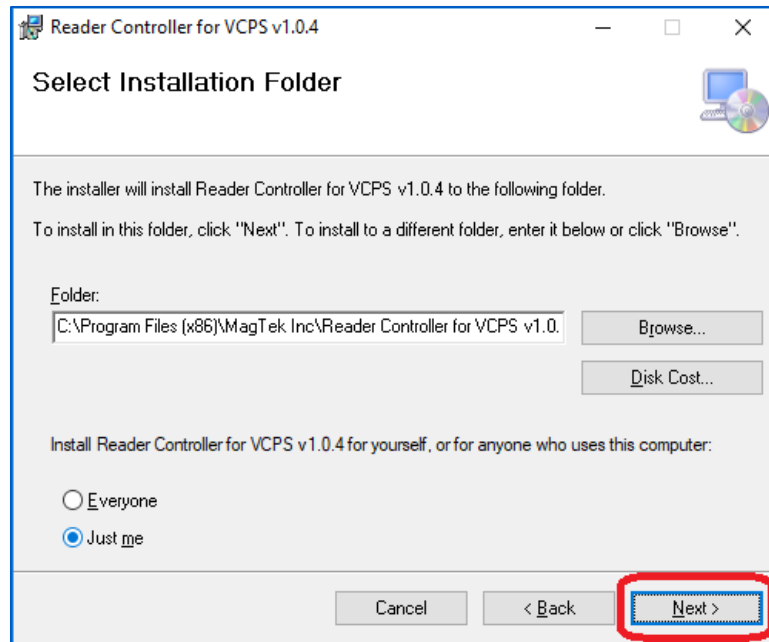 Reader Controller for VCPS v1.0.4
Select Installation Folder
The installer will install Reader Controller for VCPS v1.0.4 to the following folder.
To install in this folder, click "Next". To install to a different folder, enter it below or click "Browse".
Folder:
C:\Program Files (x86)\MagTek Inc\Reader Controller for VCPS v1.0.
Browse...
Disk Cost...
Install Reader Controller for VCPS v1.0.4 for yourself, or for anyone who uses this computer:
Everyone
Just me
Cancel
< Back
Next >